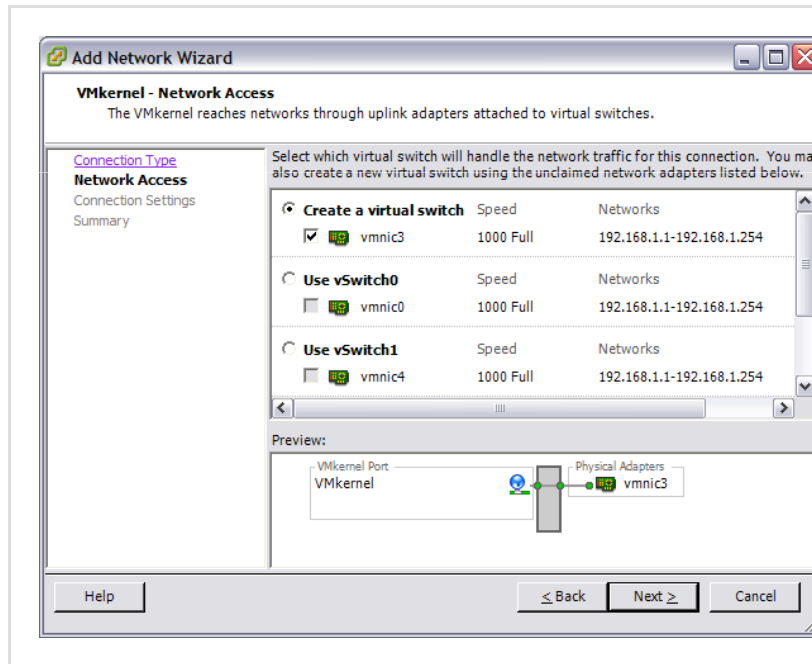 Add Network Wizard
VMkernel - Network Access
The VMkernel reaches networks through uplink adapters attached to virtual switches.
Connection Type
Network Access
Connection Settings
Summary
Select which virtual switch will handle the network traffic for this connection. You ma
also create a new virtual switch using the unclaimed network adapters listed below.
Create a virtual switch Speed Networks
vmnic3 1000 Full 192.168.1.1-192.168.1.254
Use vSwitch0 Speed Networks
vmnic0 1000 Full 192.168.1.1-192.168.1.254
Use vSwitch1 Speed Networks
vmnic4 1000 Full 192.168.1.1-192.168.1.254
Preview:
VMkernel Port
VMkernel
Physical Adapters
vmnic3
Help
< Back
Next >
Cancel